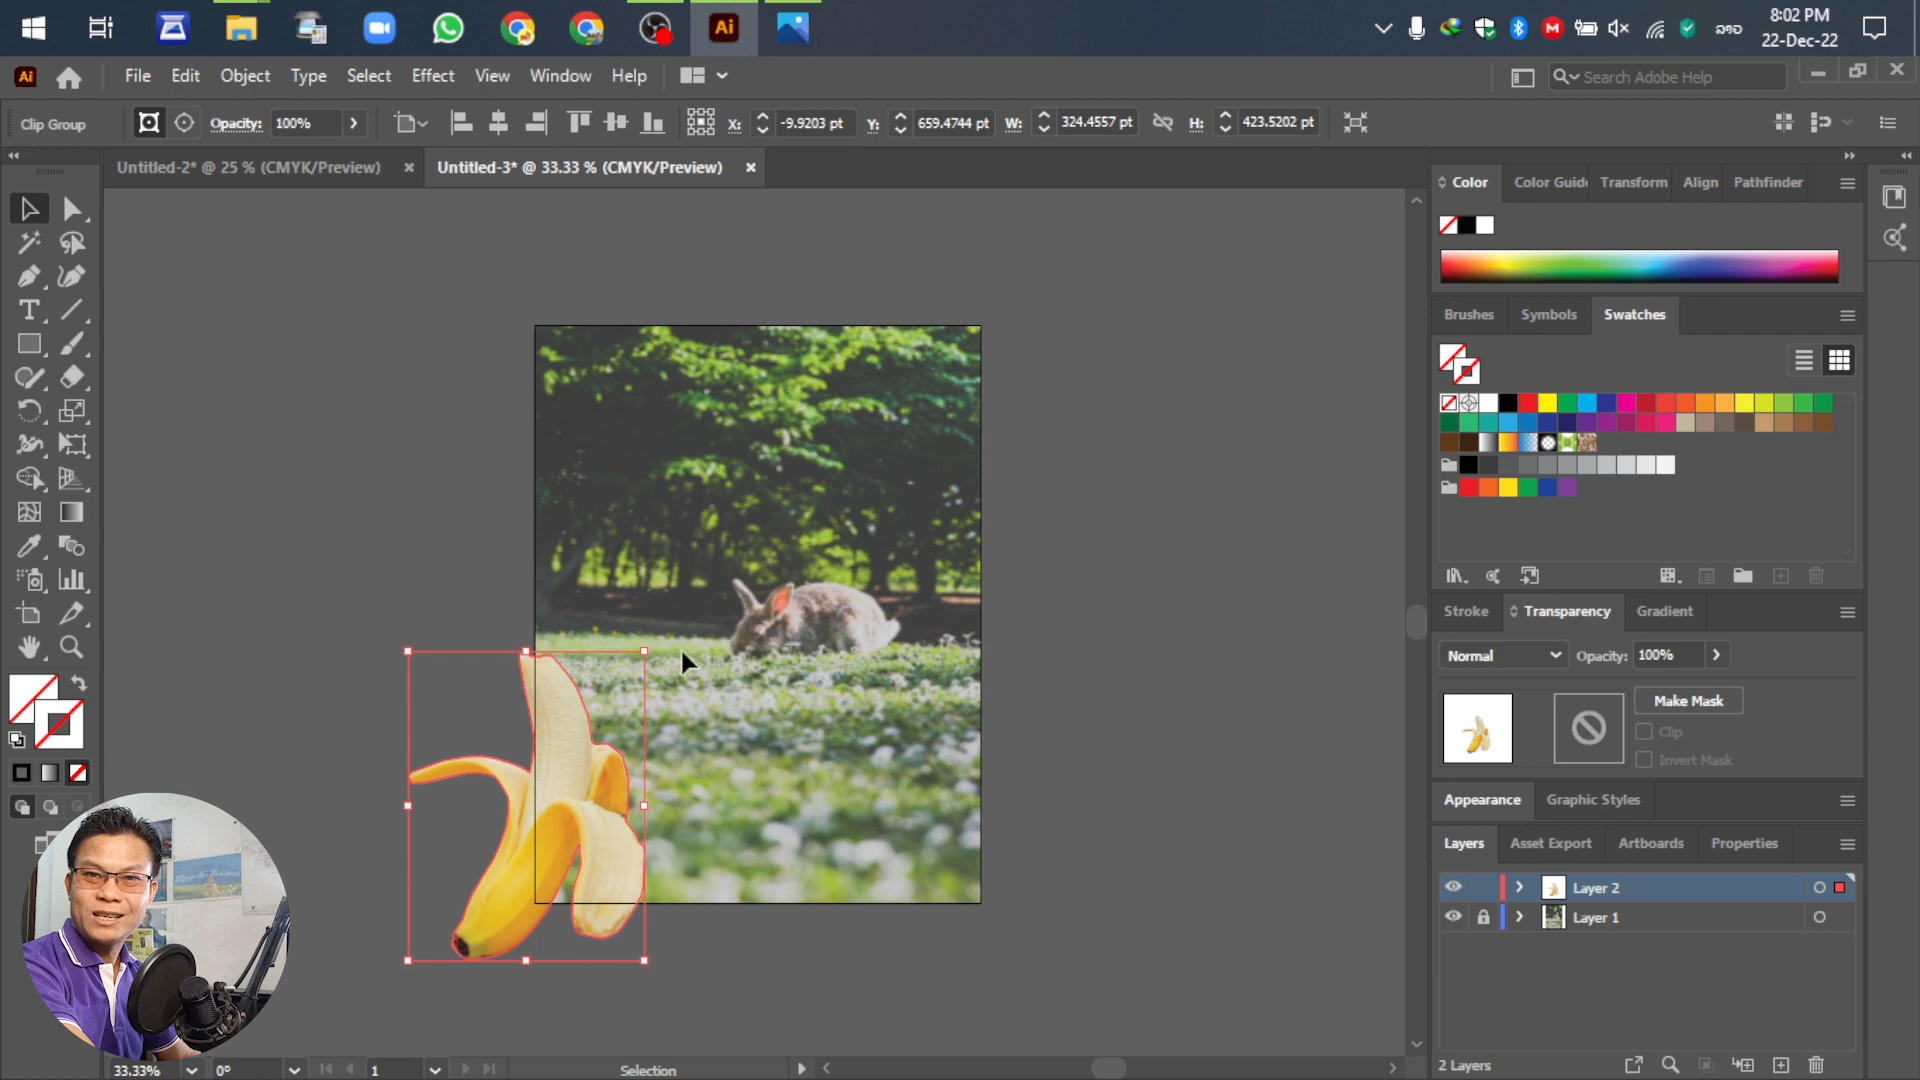 8:02 PM
ລາວ
22-Dec-22
Ai
File Edit Object Type Select Effect View Window Help
Search Adobe Help
Clip Group
Opacity: 100%
X: -9.9203 pt
Y: 659.4744 pt
W: 324.4557 pt
H: 423.5202 pt
Untitled-2* @ 25 % (CMYK/Preview)
Untitled-3* @ 33.33 % (CMYK/Preview)
Color Color Guide Transform Align Pathfinder
Brushes Symbols Swatches
Stroke Transparency Gradient
Normal Opacity: 100%
Make Mask
Clip
Invert Mask
Appearance Graphic Styles
Layers Asset Export Artboards Properties
Layer 2
Layer 1
2 Layers
33.33% 0° 1 Selection